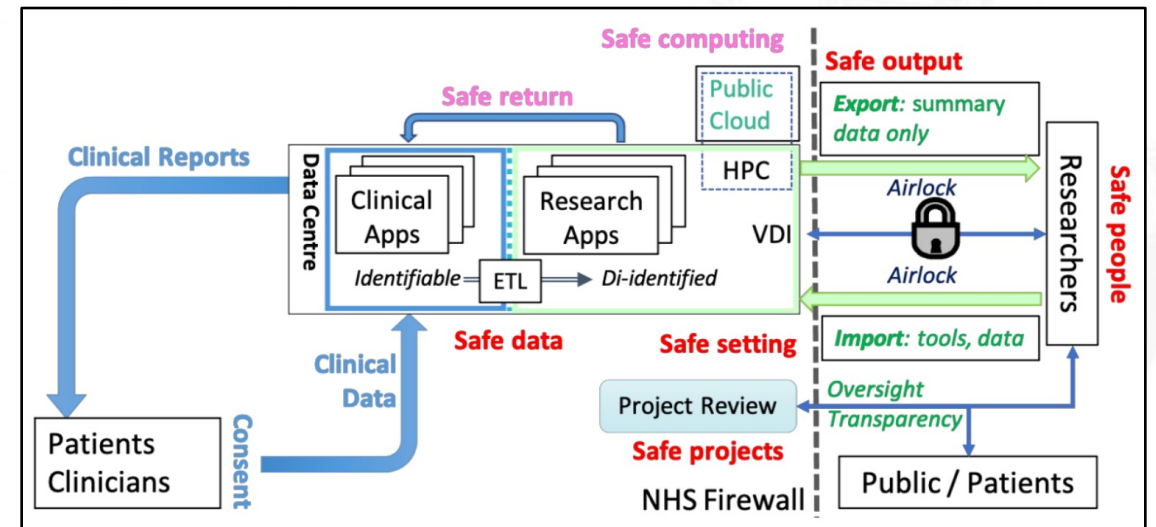 Safe computing
Safe output
Public
Cloud
Export: summary
data only
Safe return
Clinical Reports
Data Centre
Clinical
Apps
Research
Apps
HPC
VDI
Airlock
Airlock
Researchers
Safe people
Identifiable
ETL
Di-identified
Safe data
Safe setting
Import: tools, data
Clinical
Data
Consent
Patients
Clinicians
Project Review
Oversight
Transparency
Safe projects
NHS Firewall
Public / Patients